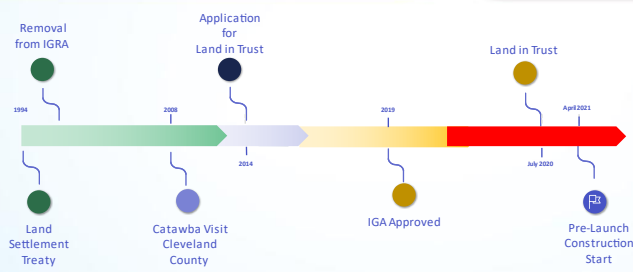 Removal
from IGRA
Application
for
Land in Trust
Land in Trust
1994
2008
2019
April 2021
2014
July 2020
Land
Settlement
Treaty
Catawba Visit
Cleveland
County
IGA Approved
Pre-Launch
Construction
Start